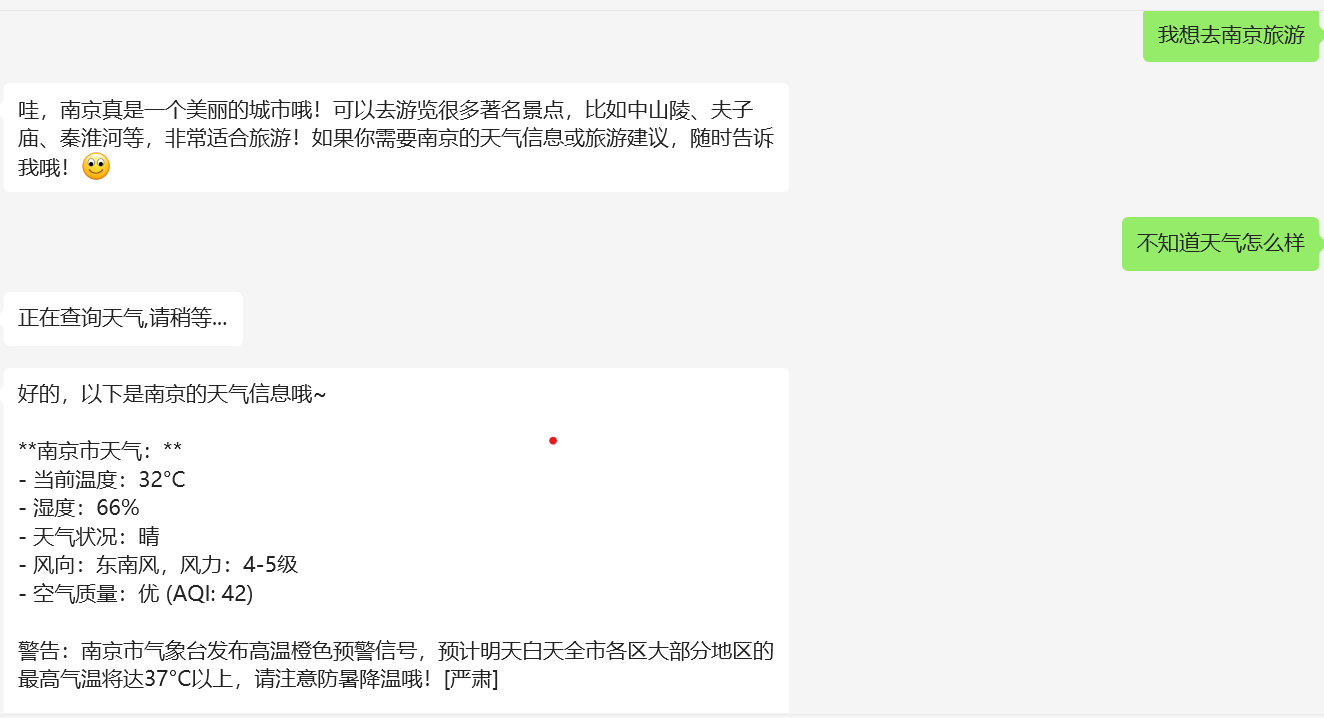 我想去南京旅游
哇，南京真是一个美丽的城市哦！可以去游览很多著名景点，比如中山陵、夫子
庙、秦淮河等，非常适合旅游！如果你需要南京的天气信息或旅游建议，随时告诉
我哦！
不知道天气怎么样
正在查询天气,请稍等...
好的，以下是南京的天气信息哦~
**南京市天气：**
- 当前温度：32°C
- 湿度：66%
- 天气状况：晴
- 风向：东南风，风力：4-5级
- 空气质量：优 (AQI: 42)
警告：南京市气象台发布高温橙色预警信号，预计明天白天全市各区大部分地区的
最高气温将达37°C以上，请注意防暑降温哦！[严肃]